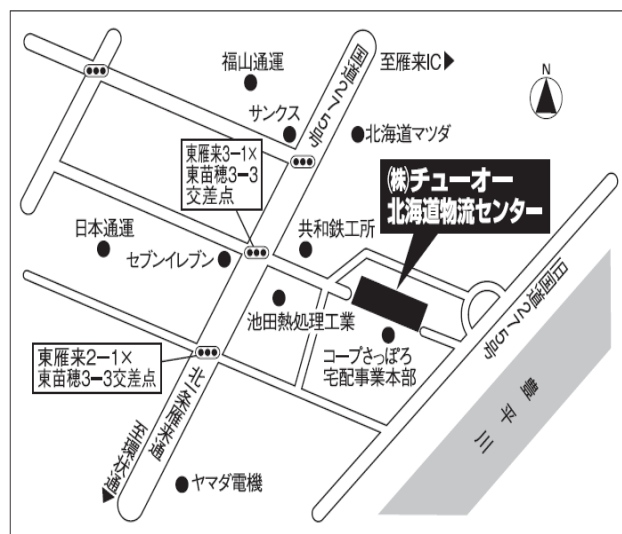 福山通運
国道275号
至雁来IC▶
N
サンクス
北海道マツダ
東雁来3−1×
東苗穂3−3
交差点
㈱チューオー
北海道物流センター
日本通運
セブンイレブン
共和鉄工所
旧国道275号
池田熱処理工業
コープさっぽろ
宅配事業本部
東雁来2−1×
東苗穂3−3交差点
北一条雁来通
至環状通
豊平川
ヤマダ電機